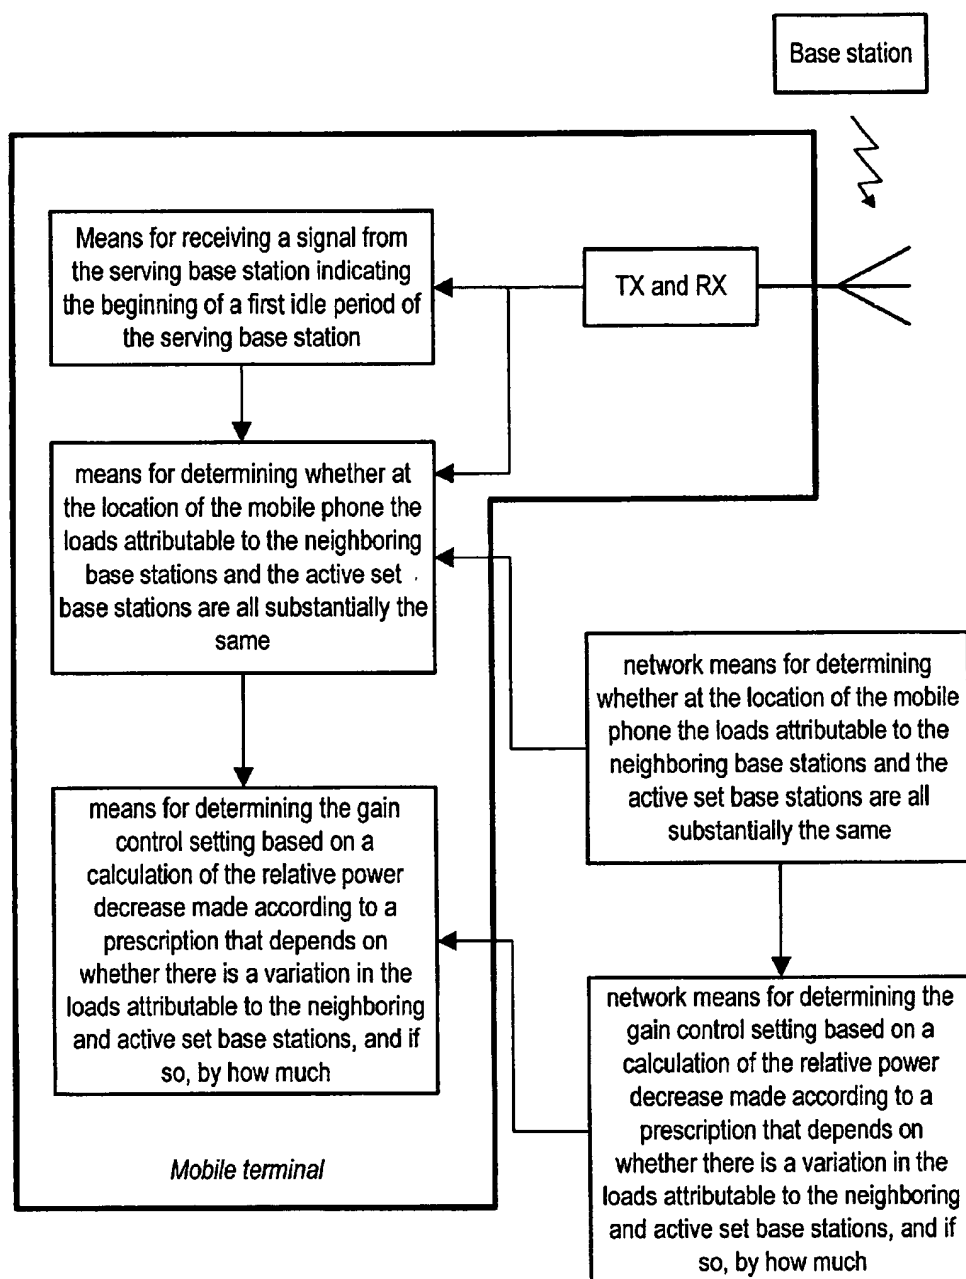 Base station
Means for receiving a signal from
the serving base station indicating
the beginning of a first idle period of
the serving base station
TX and RX
means for determining whether at
the location of the mobile phone the
loads attributable to the neighboring
base stations and the active set
base stations are all substantially the
same
network means for determining
whether at the location of the mobile
phone the loads attributable to the
neighboring base stations and the
active set base stations are all
substantially the same
means for determining the gain
control setting based on a
calculation of the relative power
decrease made according to a
prescription that depends on
whether there is a variation in the
loads attributable to the neighboring
and active set base stations, and if
so, by how much
network means for determining the
gain control setting based on a
calculation of the relative power
decrease made according to a
prescription that depends on
whether there is a variation in the
loads attributable to the neighboring
and active set base stations, and if
so, by how much
Mobile terminal